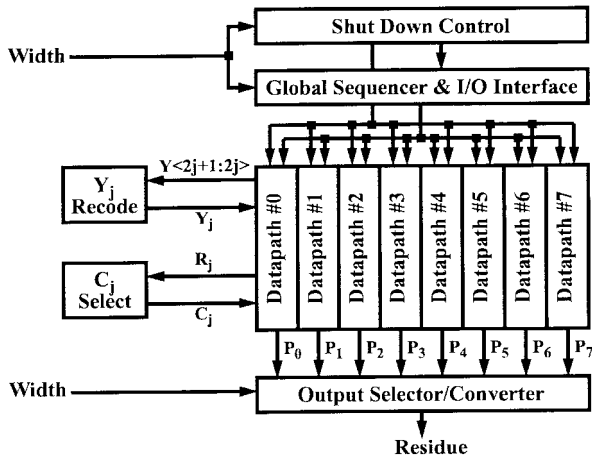 Shut Down Control
Width
Global Sequencer & I/O Interface
Y<2j+1:2j>
Yj
Recode
Yj
Rj
Cj
Select
Cj
Datapath #0
Datapath #1
Datapath #2
Datapath #3
Datapath #4
Datapath #5
Datapath #6
Datapath #7
P0 P1 P2 P3 P4 P5 P6 P7
Width
Output Selector/Converter
Residue